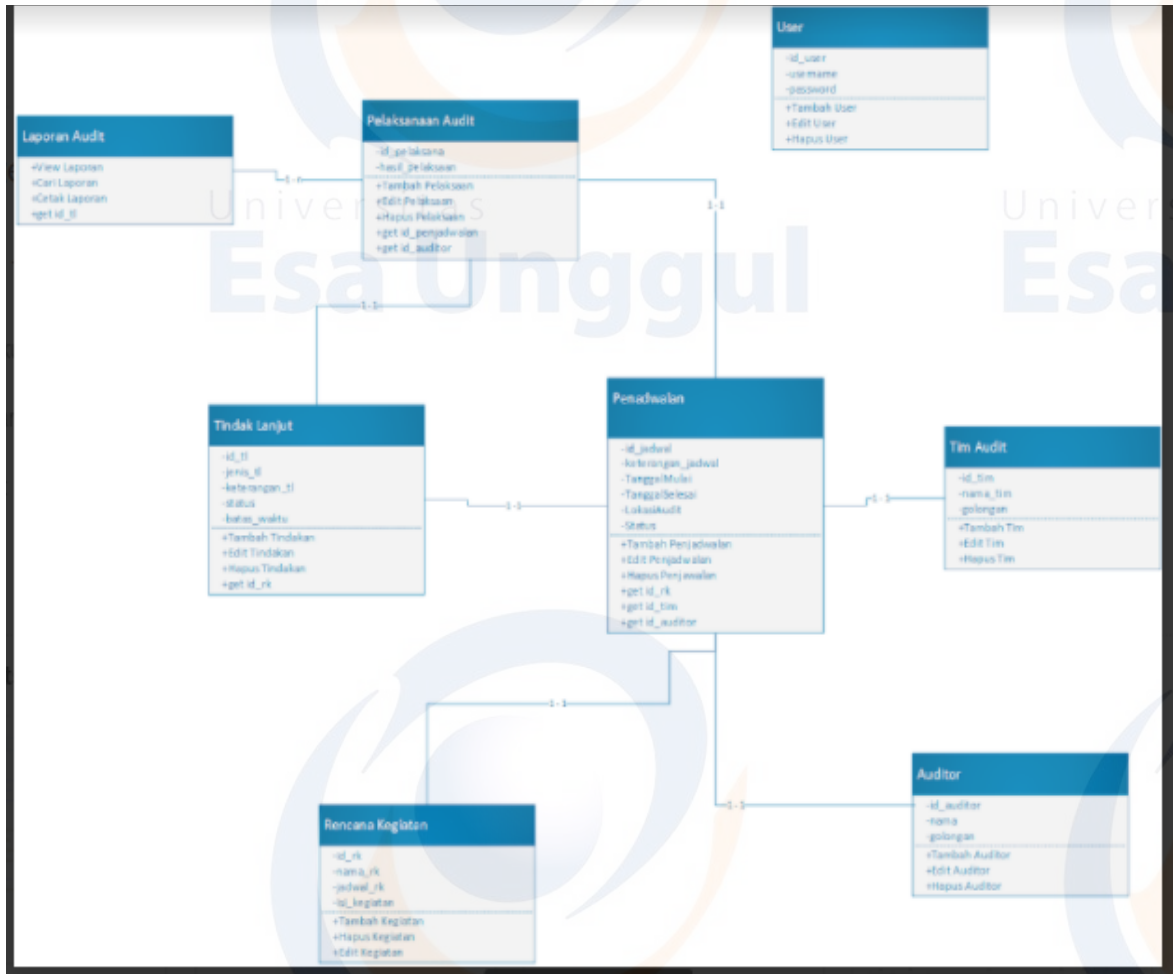 User
-id_user
-username
-password
+Tambah User
+Edit User
+Hapus User
Laporan Audit
+View Laporan
+Cari Laporan
+Cetak Laporan
+get id_tl
1 - n
Pelaksanaan Audit
-id_pelaksana
-hasil_pelaksaan
+Tambah Pelaksaan
+Edit Pelaksaan
+Hapus Pelaksaan
+get id_penjadwalan
+get id_auditor
1 - 1
1 - 1
Universitas
Esa Unggul
Univer
Esa
Tindak Lanjut
-id_tl
-jenis_tl
-keterangan_tl
-status
-batas_waktu
+Tambah Tindakan
+Edit Tindakan
+Hapus Tindakan
+get id_rk
1 - 1
Penadwalan
-id_jadwal
-keterangan_jadwal
-TanggalMulai
-TanggalSelesai
-LokasiAudit
-Status
+Tambah Penjadwalan
+Edit Penjadwalan
+Hapus Penjawalan
+get id_rk
+get id_tim
+get id_auditor
1 - 1
Tim Audit
-id_tim
-nama_tim
-golongan
+Tambah Tim
+Edit Tim
+Hapus Tim
1 - 1
1 - 1
Rencana Kegiatan
-id_rk
-nama_rk
-jadwal_rk
-isi_kegiatan
+Tambah Kegiatan
+Hapus Kegiatan
+Edit Kegiatan
Auditor
-id_auditor
-nama
-golongan
+Tambah Auditor
+Edit Auditor
+Hapus Auditor